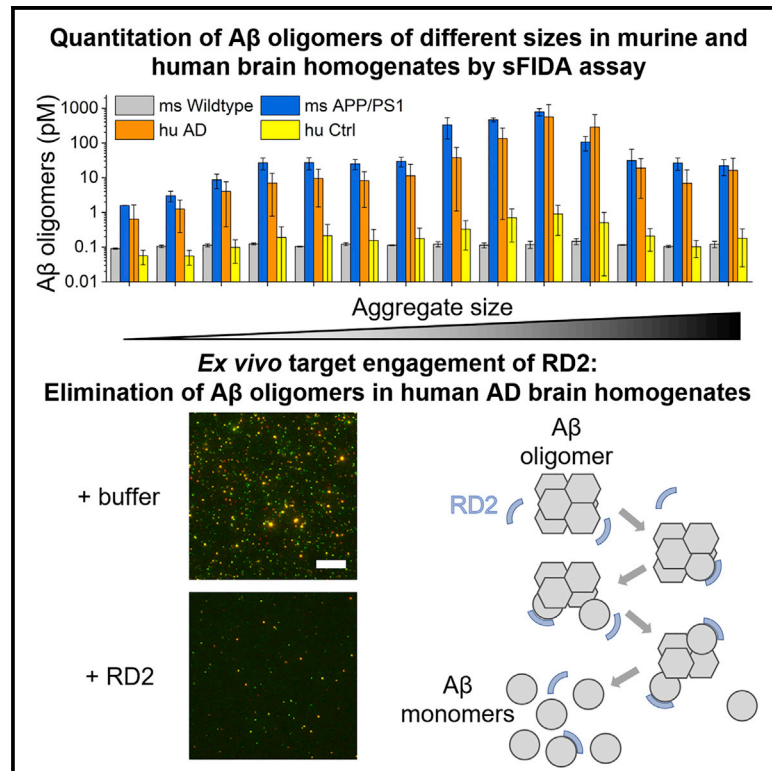 Quantitation of Aβ oligomers of different sizes in murine and
human brain homogenates by sFIDA assay
ms Wildtype
ms APP/PS1
hu AD
hu Ctrl
Aβ oligomers (pM)
1000
100
10
1
0.1
0.01
Aggregate size
Ex vivo target engagement of RD2:
Elimination of Aβ oligomers in human AD brain homogenates
+ buffer
+ RD2
Aβ
oligomer
RD2
Aβ
monomers